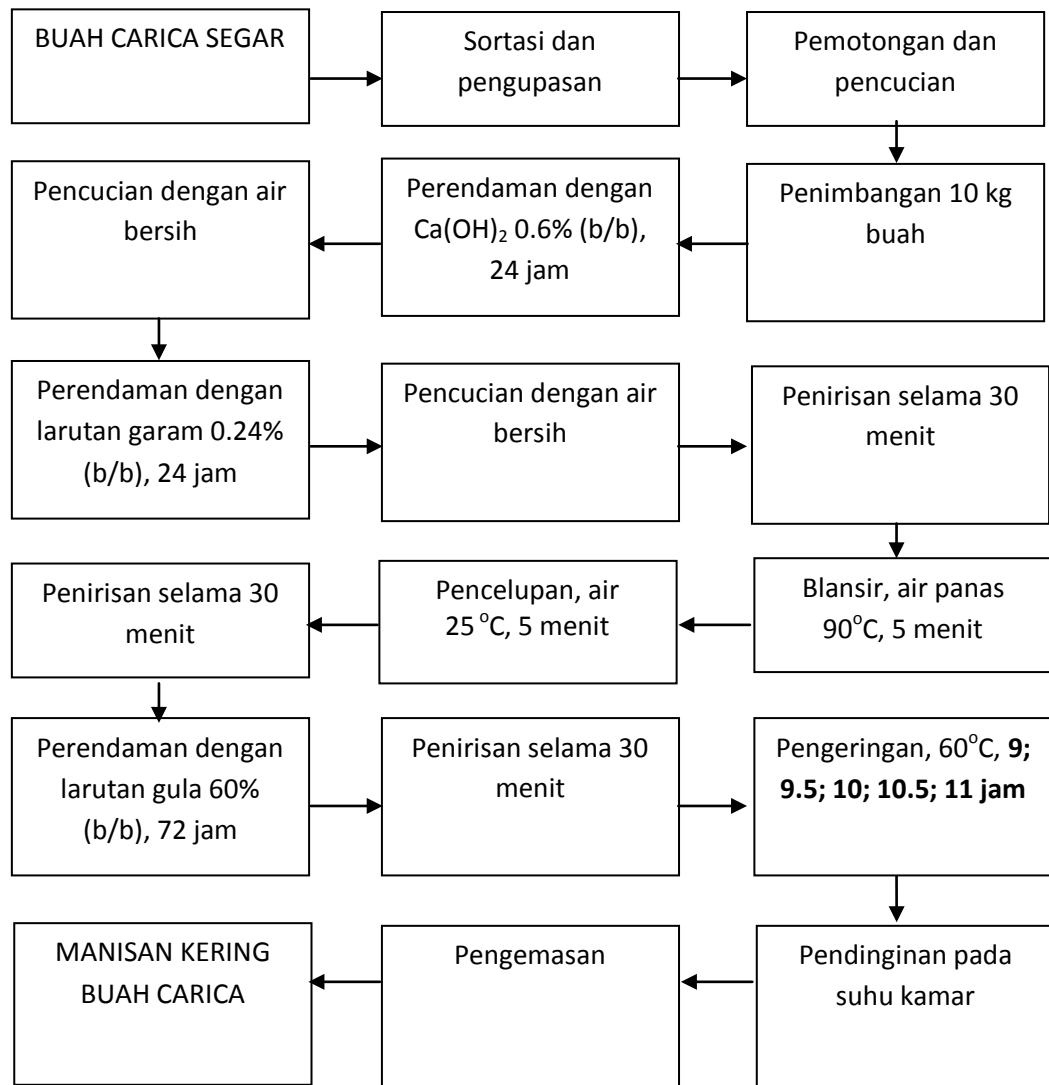 BUAH CARICA SEGAR
Sortasi dan
pengupasan
Pemotongan dan
pencucian
Penimbangan 10 kg
buah
Perendaman dengan
Ca(OH)₂ 0.6% (b/b),
24 jam
Pencucian dengan air
bersih
Perendaman dengan
larutan garam 0.24%
(b/b), 24 jam
Pencucian dengan air
bersih
Penirisan selama 30
menit
Blansir, air panas
90°C, 5 menit
Pencelupan, air
25 °C, 5 menit
Penirisan selama 30
menit
Perendaman dengan
larutan gula 60%
(b/b), 72 jam
Penirisan selama 30
menit
Pengeringan, 60°C, 9;
9.5; 10; 10.5; 11 jam
Pendinginan pada
suhu kamar
Pengemasan
MANISAN KERING
BUAH CARICA